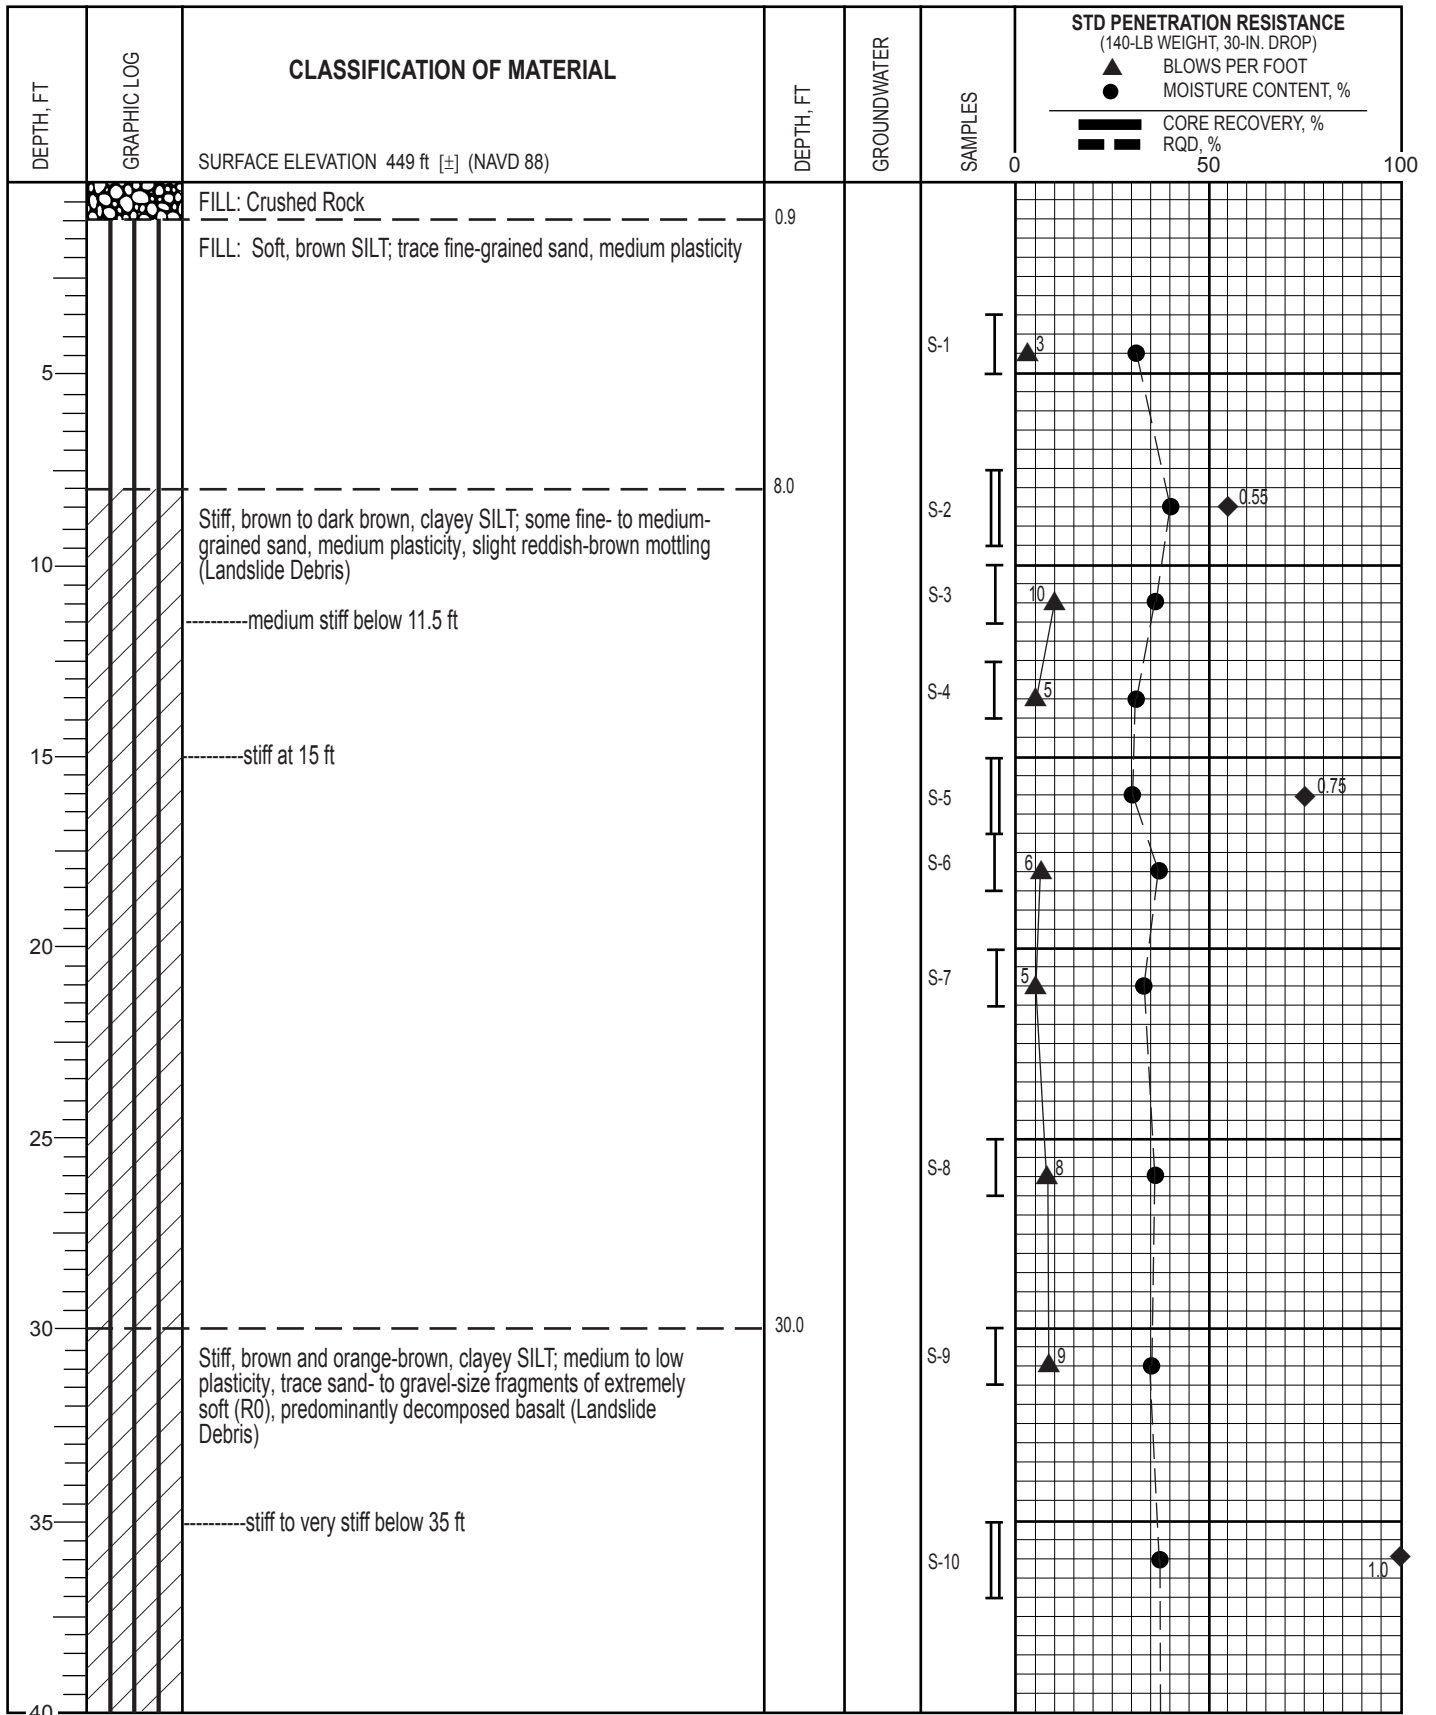 DEPTH, FT
GRAPHIC LOG
CLASSIFICATION OF MATERIAL
SURFACE ELEVATION 449 ft [±] (NAVD 88)
DEPTH, FT
GROUNDWATER
SAMPLES
STD PENETRATION RESISTANCE
(140-LB WEIGHT, 30-IN. DROP)
BLOWS PER FOOT
MOISTURE CONTENT, %
CORE RECOVERY, %
RQD, %
0 50 100
FILL: Crushed Rock
0.9
FILL: Soft, brown SILT; trace fine-grained sand, medium plasticity
S-1 3
5
8.0
S-2 0.55
Stiff, brown to dark brown, clayey SILT; some fine- to medium-
grained sand, medium plasticity, slight reddish-brown mottling
(Landslide Debris)
10
S-3 10
----------medium stiff below 11.5 ft
S-4 5
15 ----------stiff at 15 ft
S-5 0.75
S-6 6
20
S-7 5
25
S-8 8
30 30.0
Stiff, brown and orange-brown, clayey SILT; medium to low
plasticity, trace sand- to gravel-size fragments of extremely
soft (R0), predominantly decomposed basalt (Landslide
Debris)
S-9 9
35 ----------stiff to very stiff below 35 ft
S-10 1.0
40